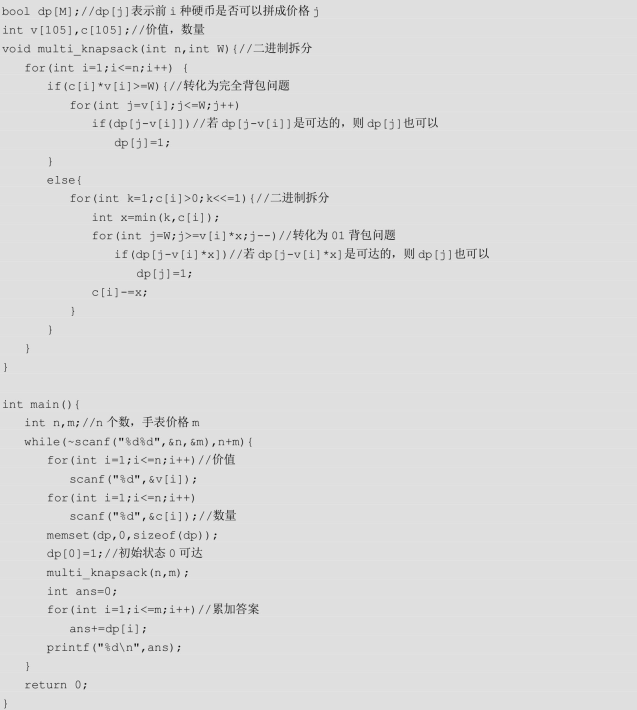 bool dp[M];//dp[j]表示前 i 种硬币是否可以拼成价格 j
int v[105],c[105];//价值，数量
void multi_knapsack(int n,int W){//二进制拆分
   for(int i=1;i<=n;i++) {
      if(c[i]*v[i]>=W){//转化为完全背包问题
         for(int j=v[i];j<=W;j++)
            if(dp[j-v[i]])//若 dp[j-v[i]]是可达的，则 dp[j]也可以
               dp[j]=1;
      }
      else{
         for(int k=1;c[i]>0;k<<=1){//二进制拆分
            int x=min(k,c[i]);
            for(int j=W;j>=v[i]*x;j--)//转化为 01 背包问题
               if(dp[j-v[i]*x])//若 dp[j-v[i]*x]是可达的，则 dp[j]也可以
                  dp[j]=1;
            c[i]-=x;
         }
      }
   }
}

int main(){
   int n,m;//n 个数，手表价格 m
   while(~scanf("%d%d",&n,&m),n+m){
      for(int i=1;i<=n;i++)//价值
         scanf("%d",&v[i]);
      for(int i=1;i<=n;i++)
         scanf("%d",&c[i]);//数量
      memset(dp,0,sizeof(dp));
      dp[0]=1;//初始状态 0 可达
      multi_knapsack(n,m);
      int ans=0;
      for(int i=1;i<=m;i++)//累加答案
         ans+=dp[i];
      printf("%d\n",ans);
   }
   return 0;
}